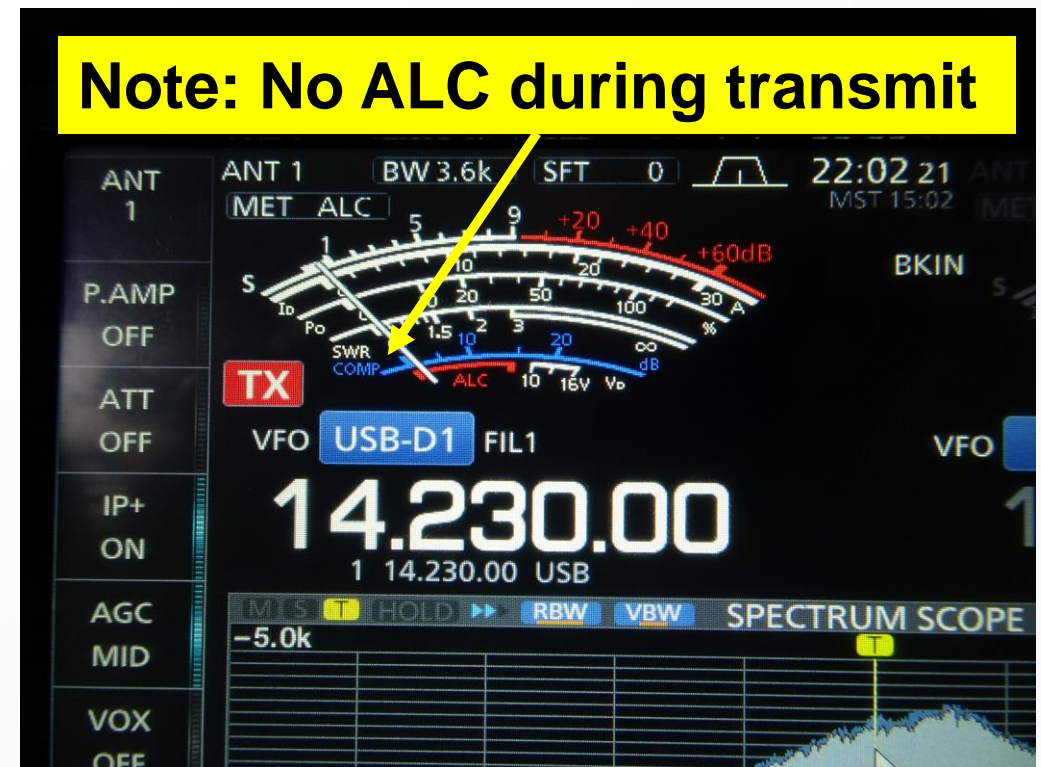 Note: No ALC during transmit
ANT 1 BW 3.6k SFT 0 22:02 21
MET ALC MST 15:02
ANT
1
P.AMP
OFF
ATT
OFF
IP+
ON
AGC
MID
VOX
OFF
S 1 5 9 +20 +40 +60dB
ID 0 10 20 30 A
Po 0 20 50 100 %
SWR 1.5 2 3 ∞
COMP 10 20 dB
ALC 10 16V VD
BKIN
S
TX
VFO USB-D1 FIL1
VFO
14.230.00
1
1 14.230.00 USB
M S T HOLD RBW VBW SPECTRUM SCOPE
-5.0k
T